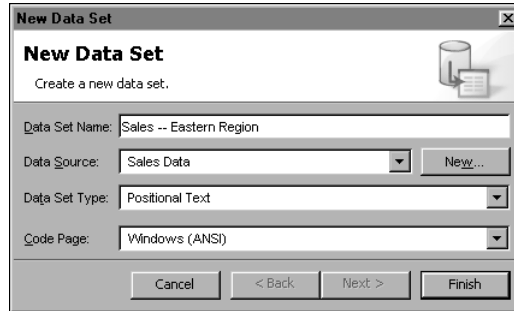 New Data Set
New Data Set
Create a new data set.
Data Set Name: Sales -- Eastern Region
Data Source: Sales Data New...
Data Set Type: Positional Text
Code Page: Windows (ANSI)
Cancel < Back Next > Finish